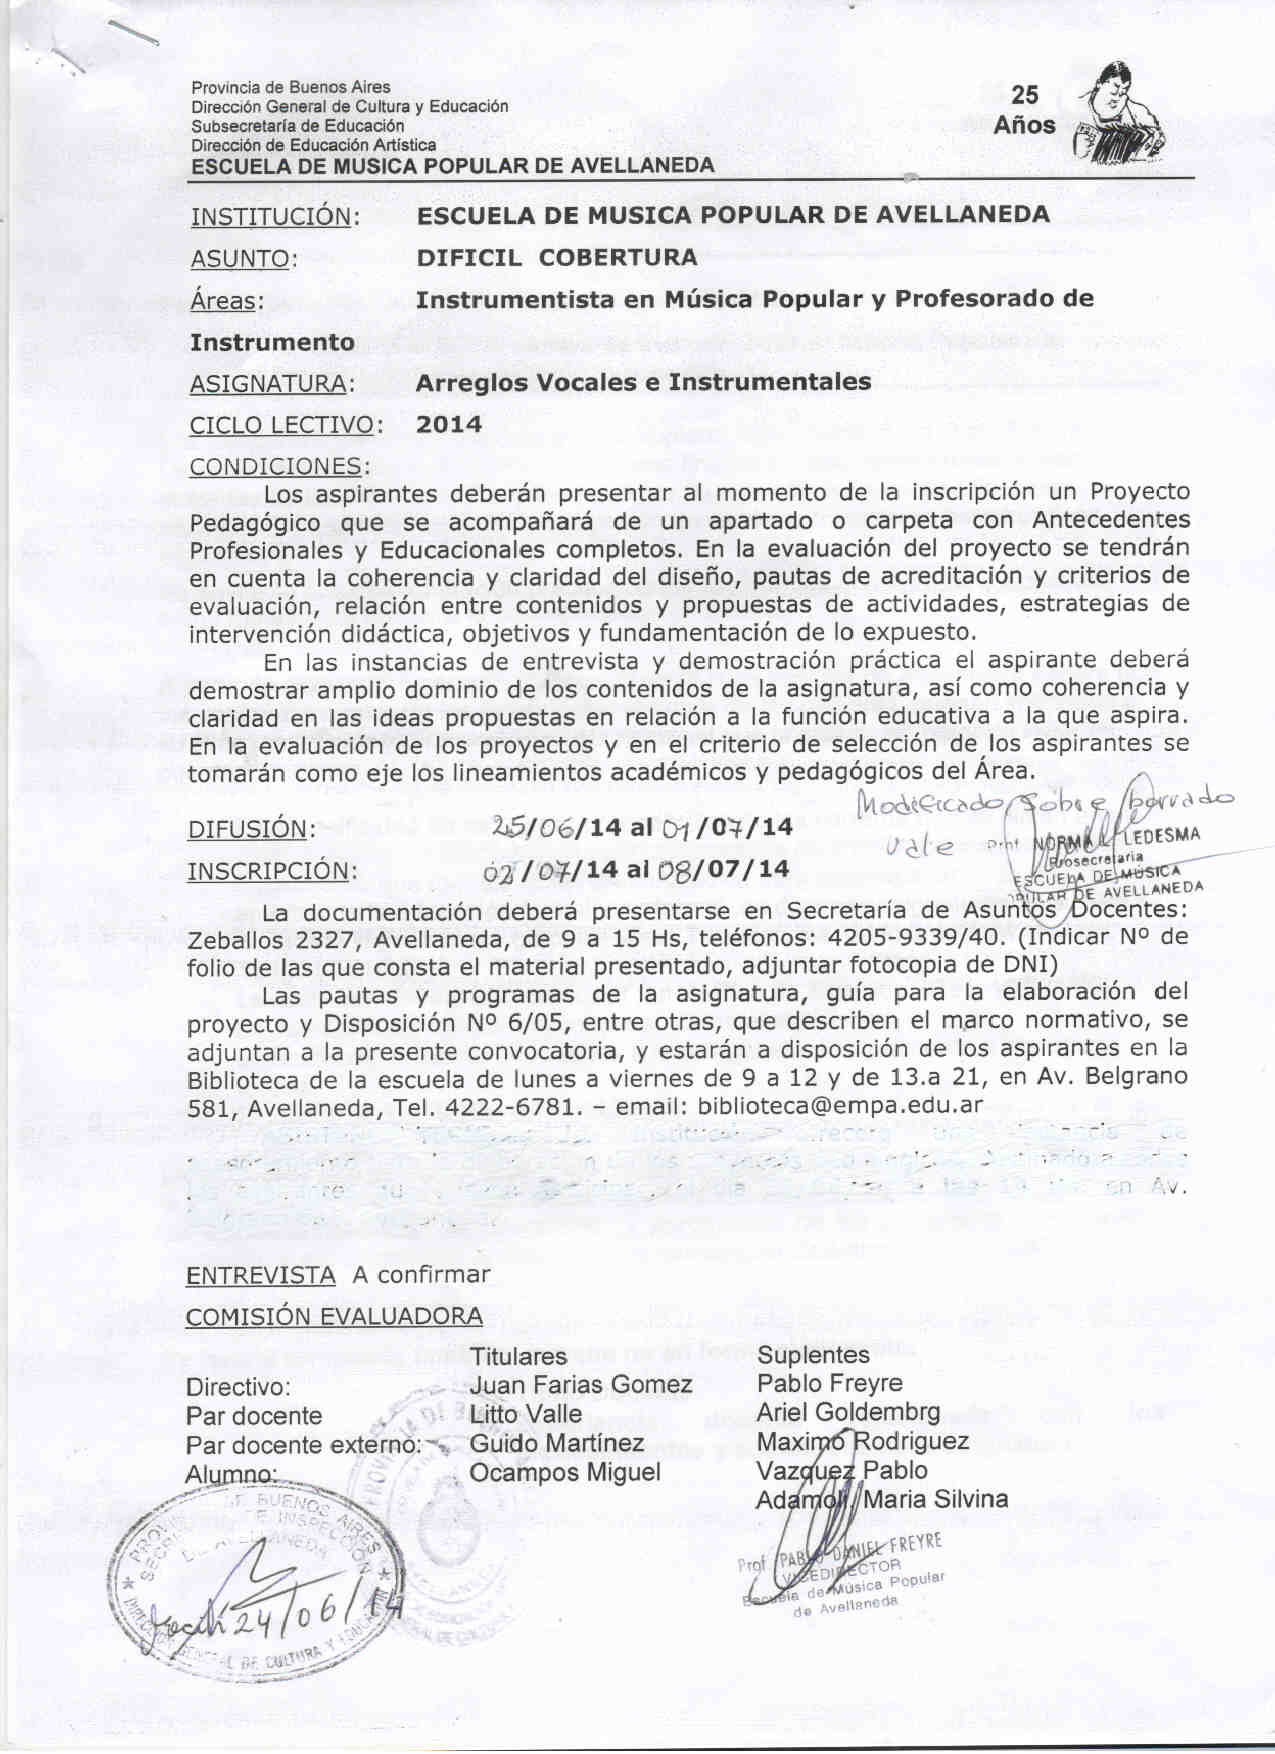 Provincia de Buenos Aires
Dirección General de Cultura y Educación
Subsecretaría de Educación
Dirección de Educación Artística
ESCUELA DE MUSICA POPULAR DE AVELLANEDA
25
Años
INSTITUCIÓN: ESCUELA DE MUSICA POPULAR DE AVELLANEDA
ASUNTO: DIFICIL COBERTURA
Áreas: Instrumentista en Música Popular y Profesorado de
Instrumento
ASIGNATURA: Arreglos Vocales e Instrumentales
CICLO LECTIVO: 2014
CONDICIONES:
Los aspirantes deberán presentar al momento de la inscripción un Proyecto
Pedagógico que se acompañará de un apartado o carpeta con Antecedentes
Profesionales y Educacionales completos. En la evaluación del proyecto se tendrán
en cuenta la coherencia y claridad del diseño, pautas de acreditación y criterios de
evaluación, relación entre contenidos y propuestas de actividades, estrategias de
intervención didáctica, objetivos y fundamentación de lo expuesto.
En las instancias de entrevista y demostración práctica el aspirante deberá
demostrar amplio dominio de los contenidos de la asignatura, así como coherencia y
claridad en las ideas propuestas en relación a la función educativa a la que aspira.
En la evaluación de los proyectos y en el criterio de selección de los aspirantes se
tomarán como eje los lineamientos académicos y pedagógicos del Área.
Modificado Sobre borrado
Vale
DIFUSIÓN: 25/06/14 al 01/07/14
Prof. NORMA L. LEDESMA
Prosecretaria
ESCUELA DE MUSICA
POPULAR DE AVELLANEDA
INSCRIPCIÓN: 02/07/14 al 08/07/14
La documentación deberá presentarse en Secretaría de Asuntos Docentes:
Zeballos 2327, Avellaneda, de 9 a 15 Hs, teléfonos: 4205-9339/40. (Indicar Nº de
folio de las que consta el material presentado, adjuntar fotocopia de DNI)
Las pautas y programas de la asignatura, guía para la elaboración del
proyecto y Disposición Nº 6/05, entre otras, que describen el marco normativo, se
adjuntan a la presente convocatoria, y estarán a disposición de los aspirantes en la
Biblioteca de la escuela de lunes a viernes de 9 a 12 y de 13.a 21, en Av. Belgrano
581, Avellaneda, Tel. 4222-6781. – email: biblioteca@empa.edu.ar
en Av.
ENTREVISTA A confirmar
COMISIÓN EVALUADORA
Titulares Suplentes
Directivo: Juan Farias Gomez Pablo Freyre
Par docente Litto Valle Ariel Goldembrg
Par docente externo: Guido Martínez Maximo Rodriguez
Alumno: Ocampos Miguel Vazquez Pablo
Adamoli. Maria Silvina
Prof. PABLO DANIEL FREYRE
VICEDIRECTOR
Escuela de Música Popular
de Avellaneda
PROVINCIA DE BUENOS AIRES
DE INSPECCIÓN
DE AVELLANEDA
DIRECCIÓN GENERAL DE CULTURA Y EDUCACIÓN
24/06/14